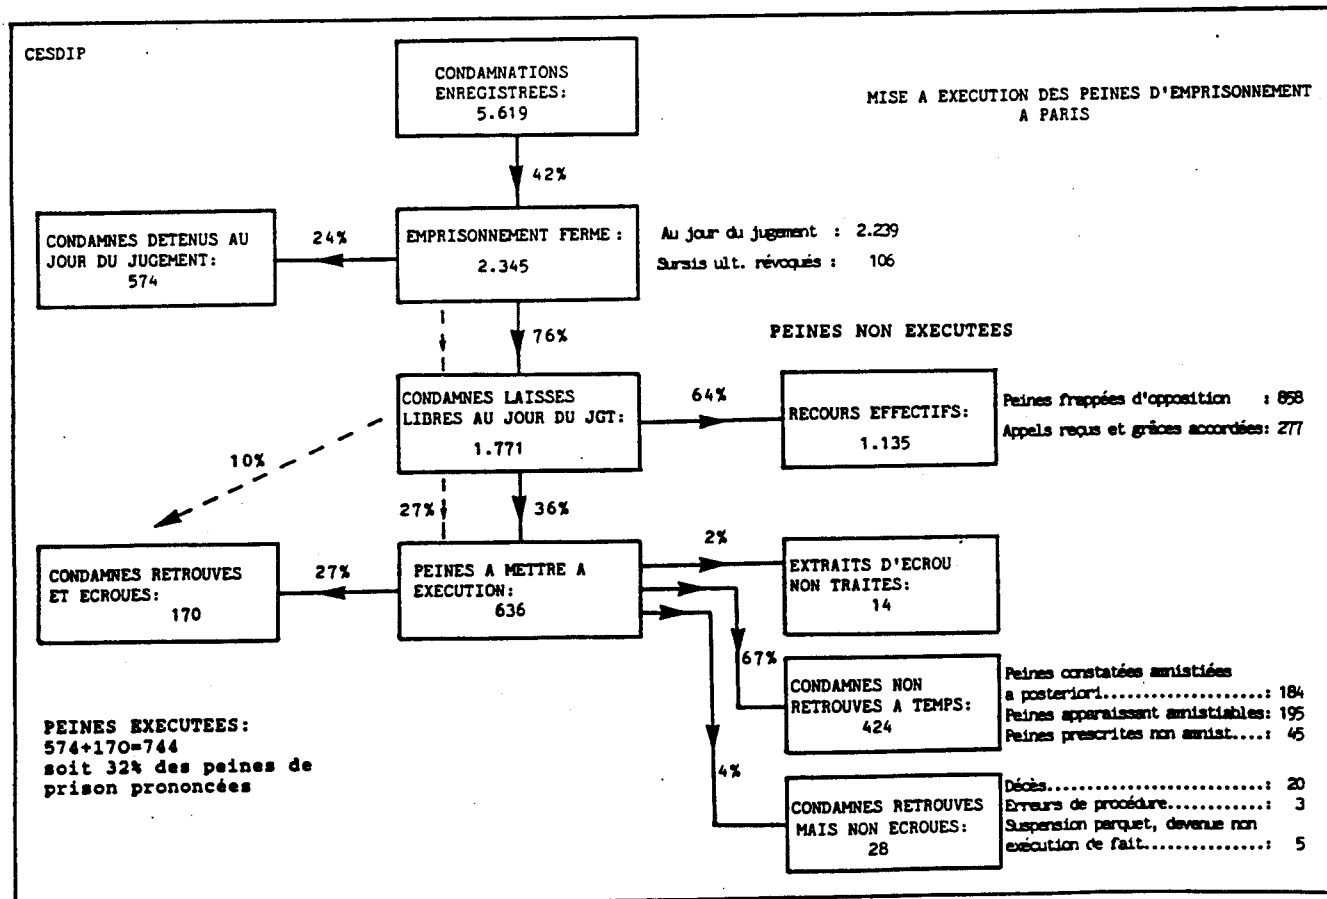 CESDIP
CONDAMNATIONS
ENREGISTREES:
5.619
MISE A EXECUTION DES PEINES D'EMPRISONNEMENT
A PARIS
42%
CONDAMNES DETENUS AU
JOUR DU JUGEMENT:
574
24%
EMPRISONNEMENT FERME :
2.345
Au jour du jugement : 2.239
Sursis ult. révoqués : 106
76%
PEINES NON EXECUTEES
CONDAMNES LAISSES
LIBRES AU JOUR DU JGT:
1.771
64%
RECOURS EFFECTIFS:
1.135
Peines frappées d'opposition : 858
Appels reçus et grâces accordées: 277
10%
27%
36%
CONDAMNES RETROUVES
ET ECROUES:
170
27%
PEINES A METTRE A
EXECUTION:
636
2%
EXTRAITS D'ECROU
NON TRAITES:
14
67%
CONDAMNES NON
RETROUVES A TEMPS:
424
Peines constatées amnistiées
a posteriori.....................: 184
Peines apparaissant amnistiables: 195
Peines prescrites non amnist....: 45
PEINES EXECUTEES:
574+170=744
soit 32% des peines de
prison prononcées
4%
CONDAMNES RETROUVES
MAIS NON ECROUES:
28
Décès...........................: 20
Erreurs de procédure............: 3
Suspension parquet, devenue non
exécution de fait...............: 5